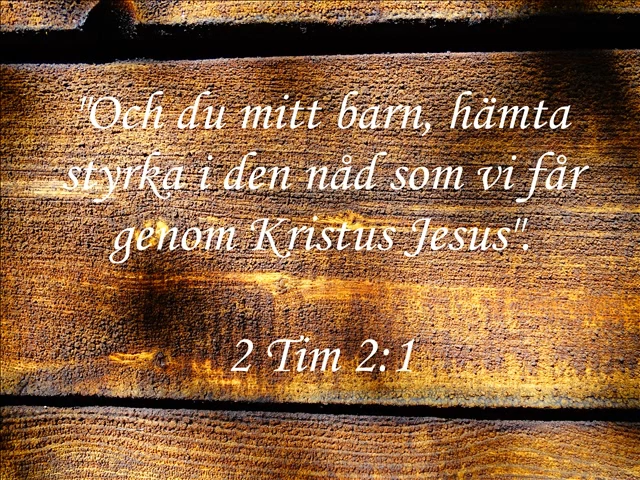 "Och du mitt barn, hämta
styrka i den nåd som vi får
genom Kristus Jesus".
2 Tim 2:1